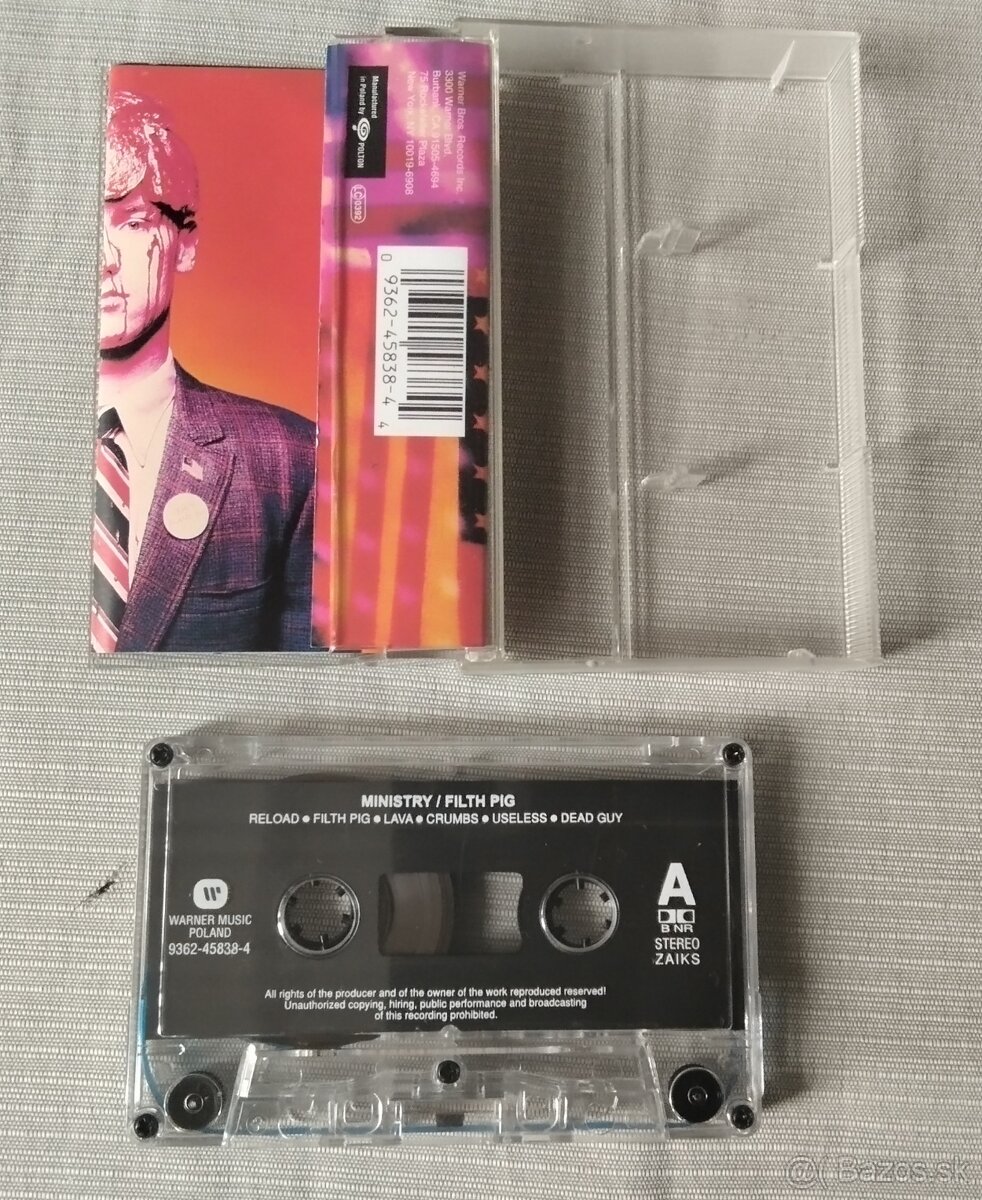 Warner Bros. Records Inc.
3300 Warner Blvd.
Burbank, CA 91505-4694
75 Rockefeller Plaza
New York, NY 10019-6908
Manufactured
in Poland by POLTON
LC 0392
0 9362-45838-4 4
MINISTRY / FILTH PIG
RELOAD ● FILTH PIG ● LAVA ● CRUMBS ● USELESS ● DEAD GUY
WARNER MUSIC
POLAND
9362-45838-4
A
B NR
STEREO
ZAIKS
All rights of the producer and of the owner of the work reproduced reserved!
Unauthorized copying, hiring, public performance and broadcasting
of this recording prohibited.
@( Bazos.sk